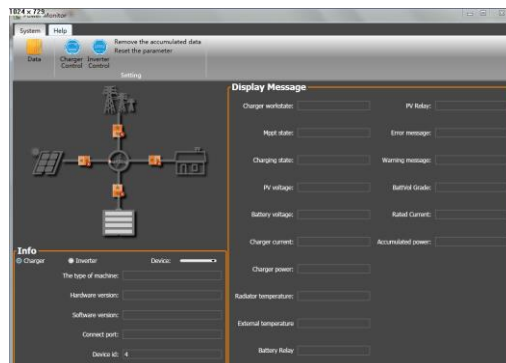 1024 x 729
Power Monitor
System
Help
Data
Charger Control
Inverter Control
Remove the accumulated data
Reset the parameter
Setting
Info
Charger
Inverter
Device:
The type of machine:
Hardware version:
Software version:
Connect port:
Device id: 4
Display Message
Charger workstate:
PV Relay:
Mppt state:
Error message:
Charging state:
Warning message:
PV voltage:
BattVol Grade:
Battery voltage:
Rated Current:
Charger current:
Accumulated power:
Charger power:
Radiator temperature:
External temperature
Battery Relay